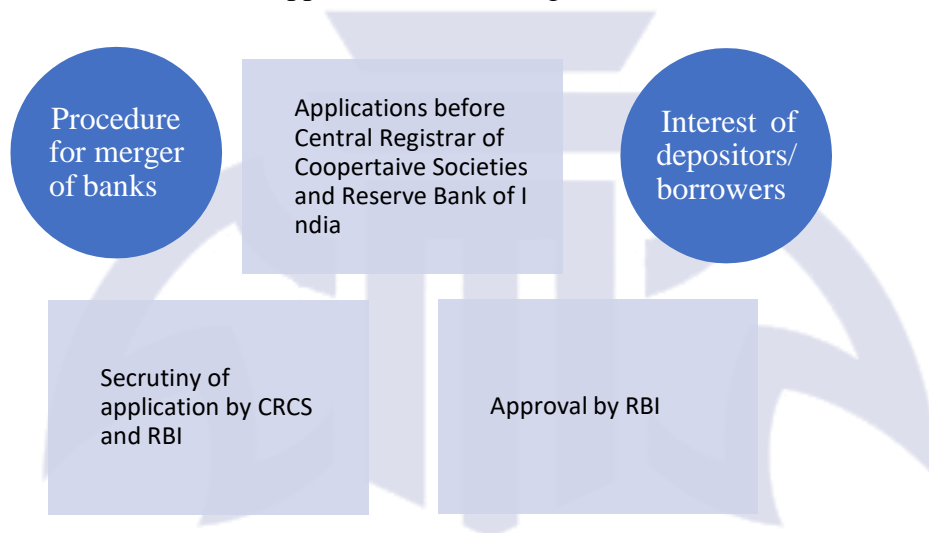 Procedure
for merger
of banks
Applications before
Central Registrar of
Coopertaive Societies
and Reserve Bank of I
ndia
Interest of
depositors/
borrowers
Secrutiny of
application by CRCS
and RBI
Approval by RBI